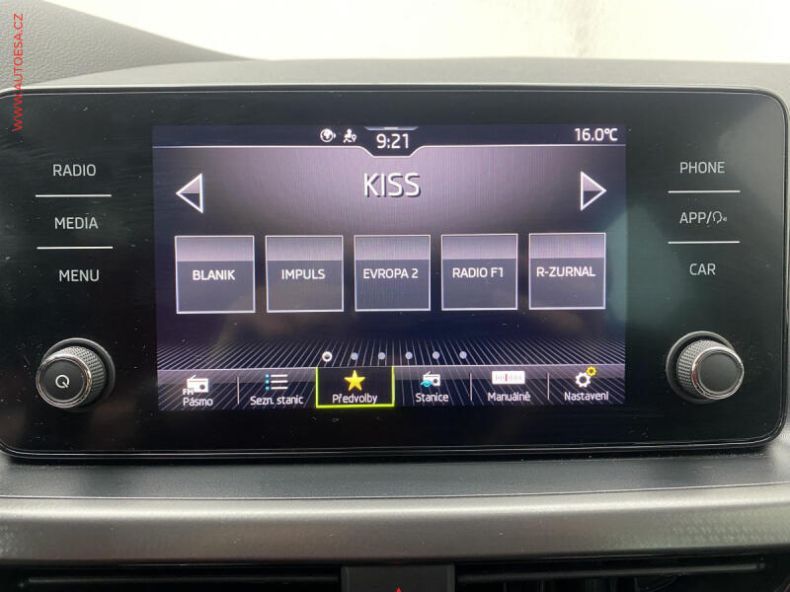 WWW.AUTOESA.CZ
9:21
16.0°C
RADIO
MEDIA
MENU
KISS
BLANIK
IMPULS
EVROPA 2
RADIO F1
R-ZURNAL
PHONE
APP/
CAR
FM
Pásmo
Sezn. stanic
Předvolby
Stanice
Manuálně
Nastavení